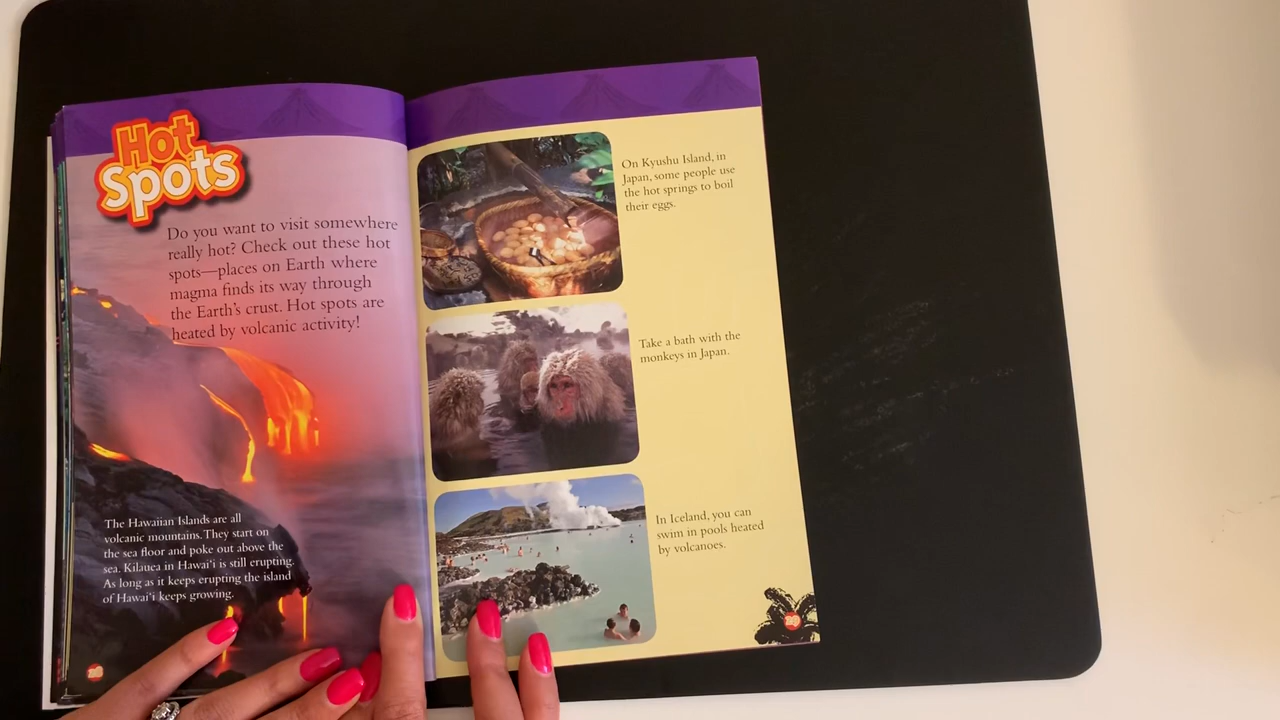 Hot
Spots
Do you want to visit somewhere
really hot? Check out these hot
spots—places on Earth where
magma finds its way through
the Earth's crust. Hot spots are
heated by volcanic activity!
The Hawaiian Islands are all
volcanic mountains. They start on
the sea floor and poke out above the
sea. Kilauea in Hawai'i is still erupting.
As long as it keeps erupting the island
of Hawai'i keeps growing.
On Kyushu Island, in
Japan, some people use
the hot springs to boil
their eggs.
Take a bath with the
monkeys in Japan.
In Iceland, you can
swim in pools heated
by volcanoes.